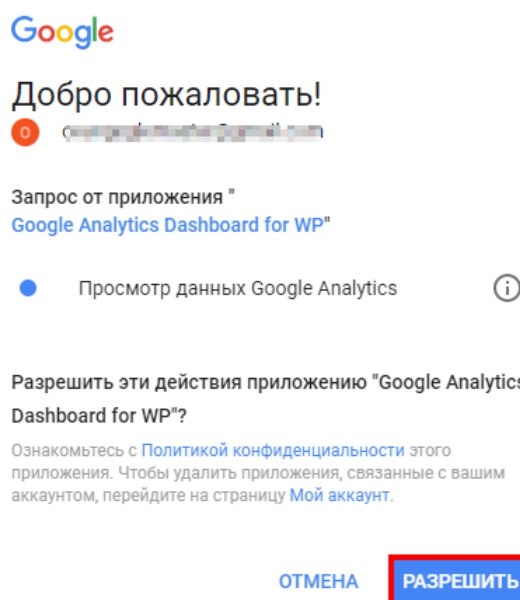 Google
Добро пожаловать!
O
Запрос от приложения "
Google Analytics Dashboard for WP"
Просмотр данных Google Analytics
Разрешить эти действия приложению "Google Analytics
Dashboard for WP"?
Ознакомьтесь с Политикой конфиденциальности этого
приложения. Чтобы удалить приложения, связанные с вашим
аккаунтом, перейдите на страницу Мой аккаунт.
ОТМЕНА РАЗРЕШИТЬ